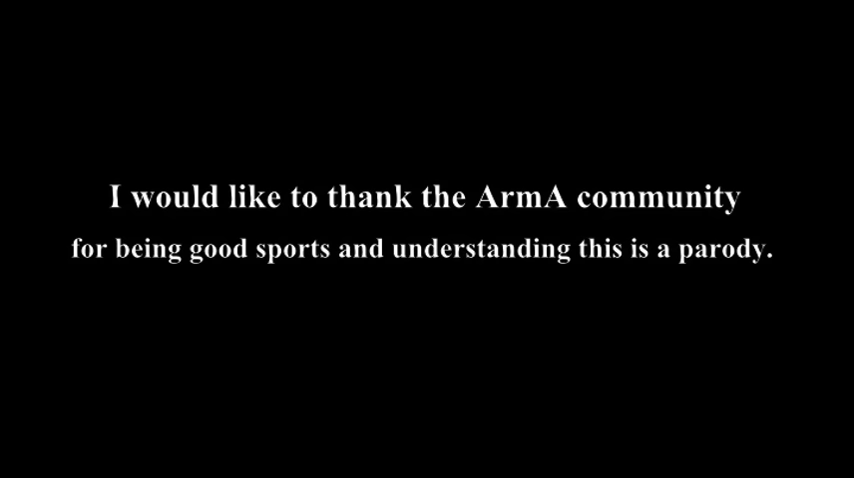 I would like to thank the ArmA community
for being good sports and understanding this is a parody.